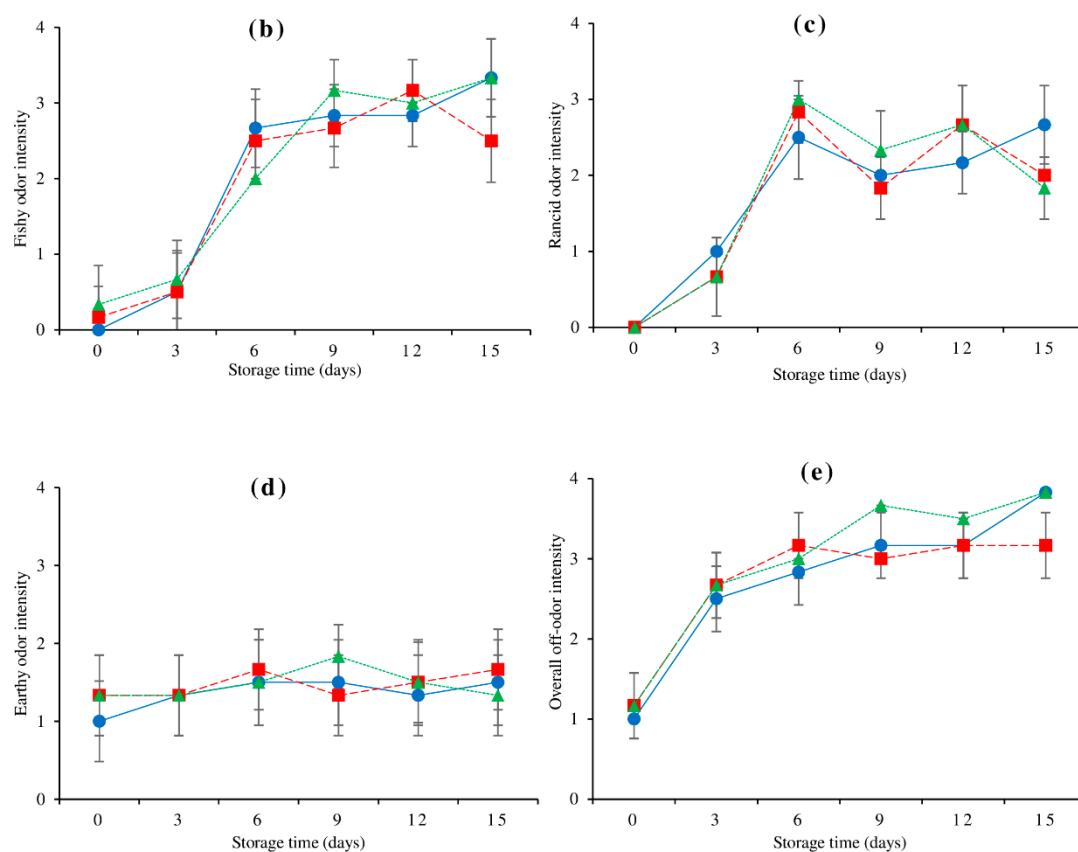 (b)
4
3
2
1
0
Fishy odor intensity
0 3 6 9 12 15
Storage time (days)
(c)
4
3
2
1
0
Rancid odor intensity
0 3 6 9 12 15
Storage time (days)
(d)
4
3
2
1
0
Earthy odor intensity
0 3 6 9 12 15
Storage time (days)
(e)
4
3
2
1
0
Overall off-odor intensity
0 3 6 9 12 15
Storage time (days)